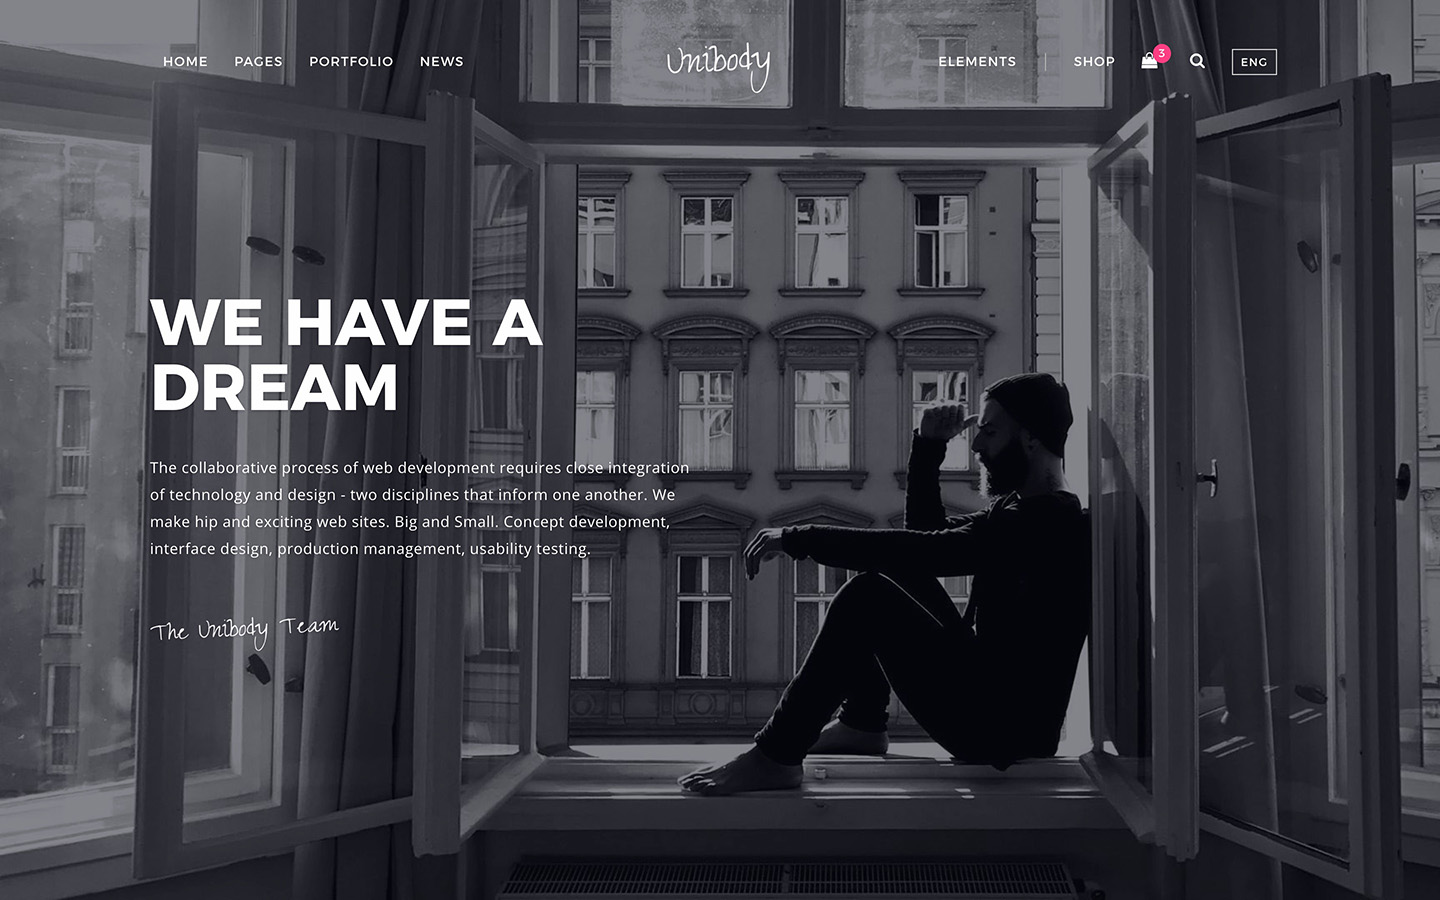 HOME PAGES PORTFOLIO NEWS Unibody ELEMENTS SHOP 3 ENG
WE HAVE A
DREAM
The collaborative process of web development requires close integration
of technology and design - two disciplines that inform one another. We
make hip and exciting web sites. Big and Small. Concept development,
interface design, production management, usability testing.
The Unibody Team